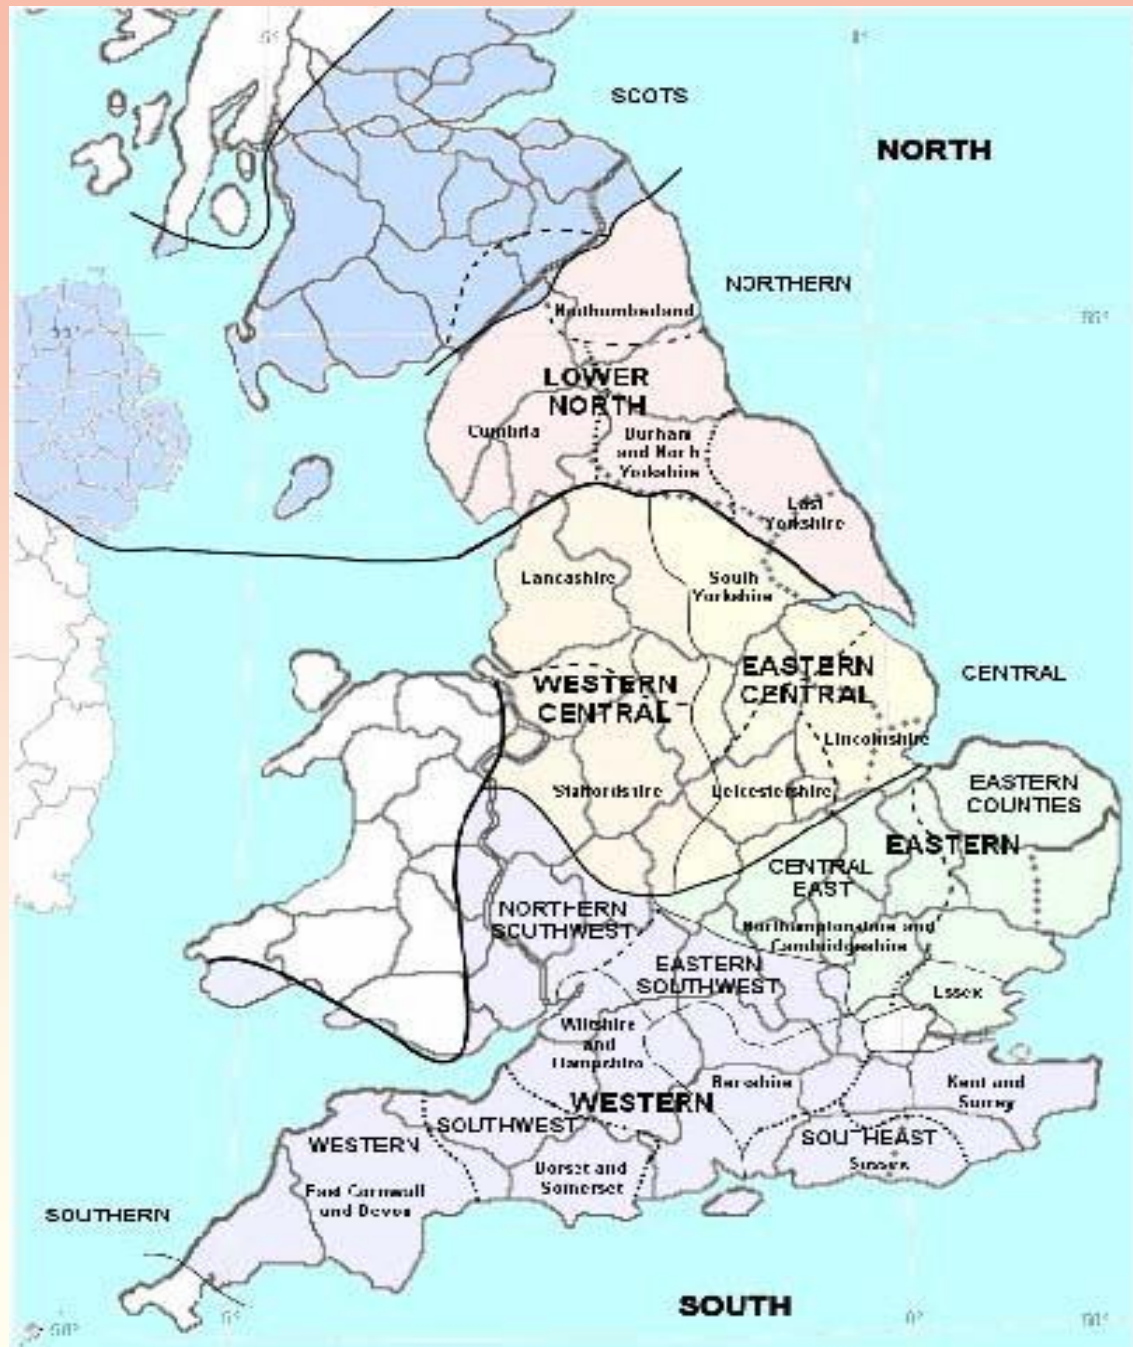 SCOTS
NORTH
NORTHERN
Northumberland
LOWER
NORTH
Cumbria
Durham
and North
Yorkshire
East
Yorkshire
Lancashire
South
Yorkshire
WESTERN
CENTRAL
EASTERN
CENTRAL
CENTRAL
Lincolnshire
Staffordshire
Leicestershire
EASTERN
COUNTIES
EASTERN
CENTRAL
EAST
NORTHERN
SOUTHWEST
Northamptonshire and
Cambridgeshire
EASTERN
SOUTHWEST
Essex
Wiltshire
and
Hampshire
Berkshire
Kent and
Surrey
WESTERN
SOUTHWEST
SOUTHEAST
Sussex
WESTERN
Dorset and
Somerset
East Cornwall
and Devon
SOUTHERN
SOUTH